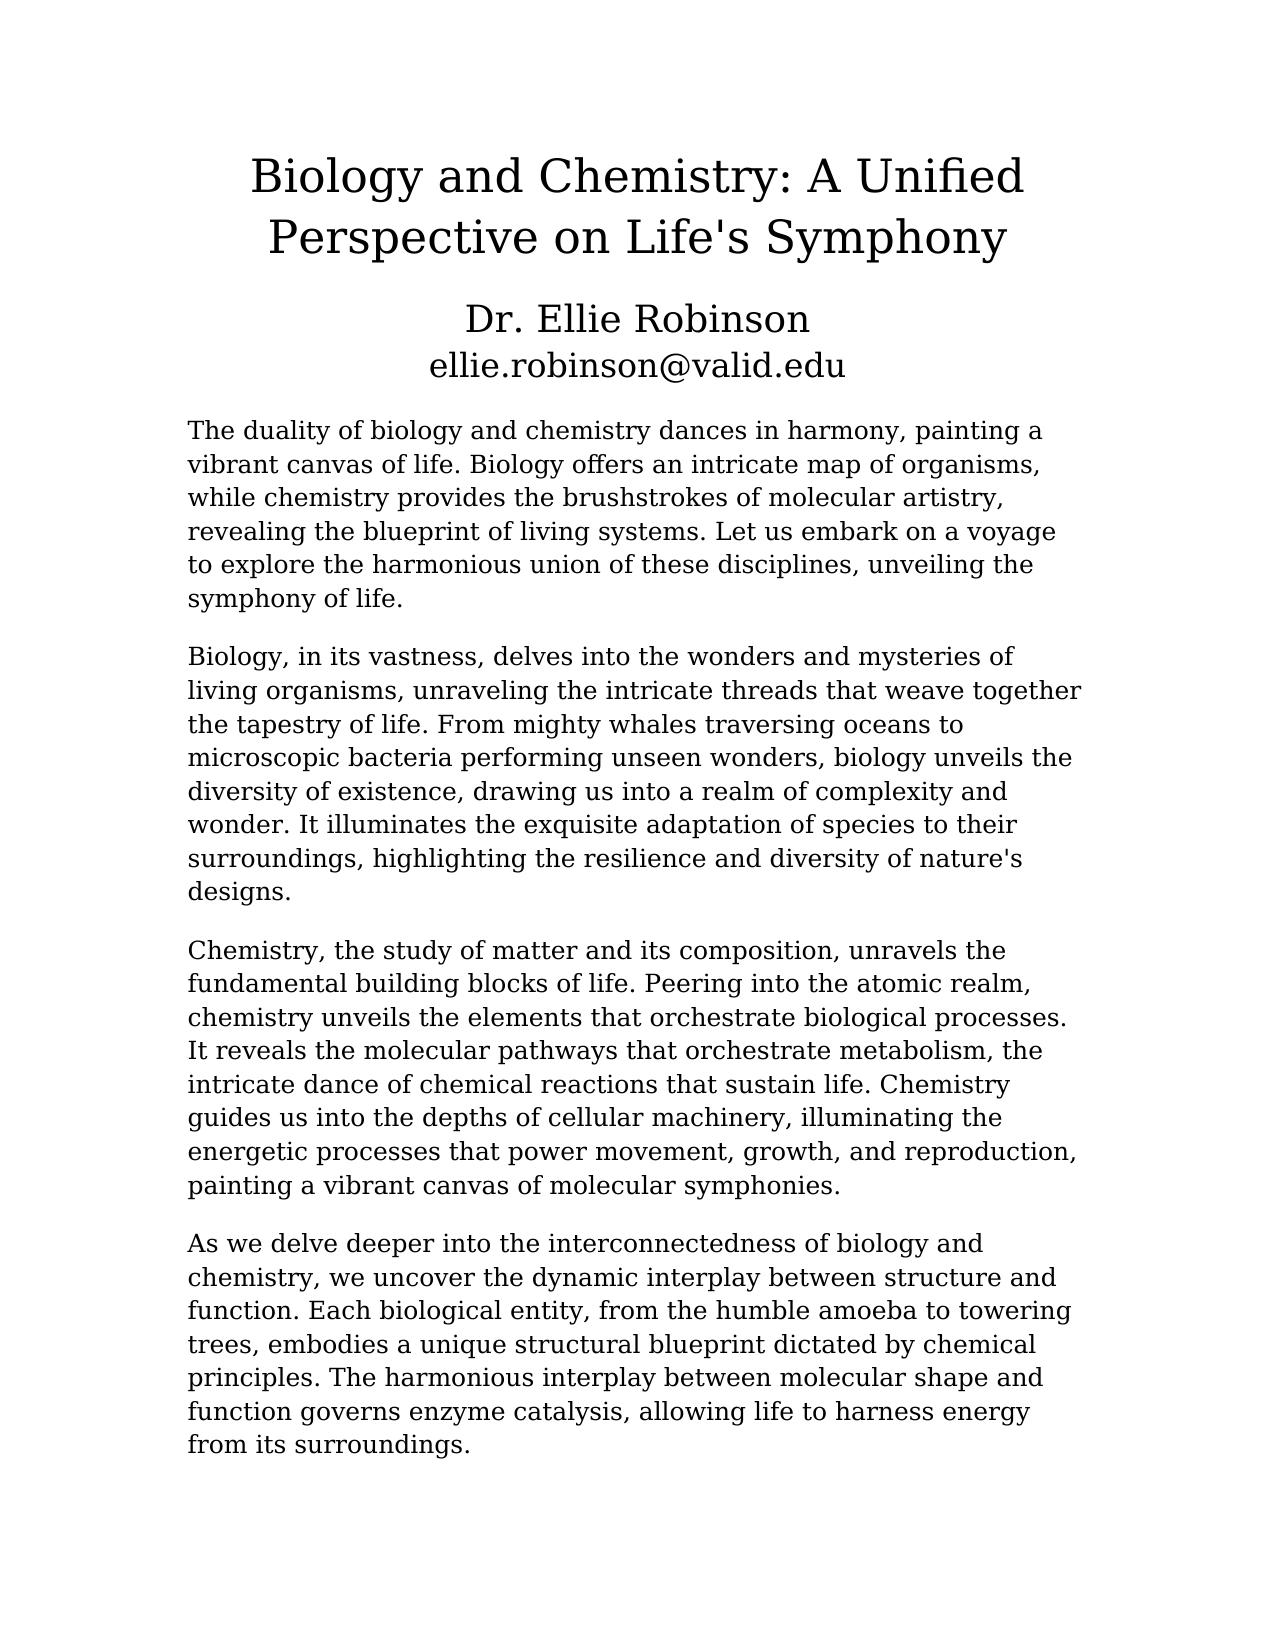 Biology and Chemistry: A Unified
Perspective on Life's Symphony
Dr. Ellie Robinson
ellie.robinson@valid.edu
The duality of biology and chemistry dances in harmony, painting a
vibrant canvas of life. Biology offers an intricate map of organisms,
while chemistry provides the brushstrokes of molecular artistry,
revealing the blueprint of living systems. Let us embark on a voyage
to explore the harmonious union of these disciplines, unveiling the
symphony of life.
Biology, in its vastness, delves into the wonders and mysteries of
living organisms, unraveling the intricate threads that weave together
the tapestry of life. From mighty whales traversing oceans to
microscopic bacteria performing unseen wonders, biology unveils the
diversity of existence, drawing us into a realm of complexity and
wonder. It illuminates the exquisite adaptation of species to their
surroundings, highlighting the resilience and diversity of nature's
designs.
Chemistry, the study of matter and its composition, unravels the
fundamental building blocks of life. Peering into the atomic realm,
chemistry unveils the elements that orchestrate biological processes.
It reveals the molecular pathways that orchestrate metabolism, the
intricate dance of chemical reactions that sustain life. Chemistry
guides us into the depths of cellular machinery, illuminating the
energetic processes that power movement, growth, and reproduction,
painting a vibrant canvas of molecular symphonies.
As we delve deeper into the interconnectedness of biology and
chemistry, we uncover the dynamic interplay between structure and
function. Each biological entity, from the humble amoeba to towering
trees, embodies a unique structural blueprint dictated by chemical
principles. The harmonious interplay between molecular shape and
function governs enzyme catalysis, allowing life to harness energy
from its surroundings.